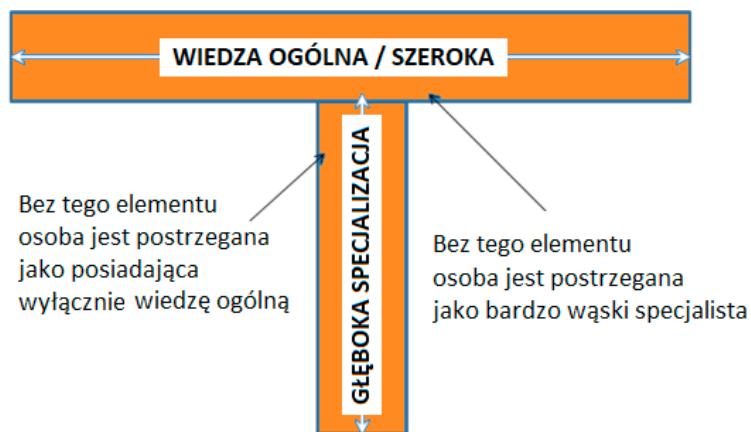 WIEDZA OGÓLNA / SZEROKA
GŁĘBOKA SPECJALIZACJA
Bez tego elementu
osoba jest postrzegana
jako posiadająca
wyłącznie wiedzę ogólną
Bez tego elementu
osoba jest postrzegana
jako bardzo wąski specjalista